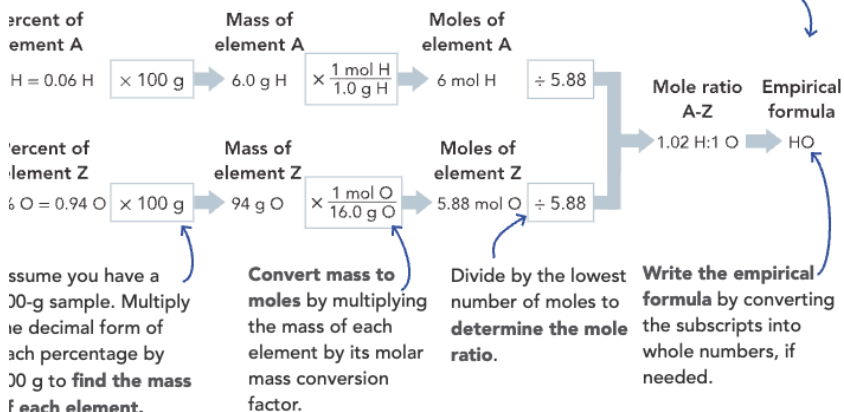 ercent of
ement A
Mass of
element A
Moles of
element A
H = 0.06 H
× 100 g
6.0 g H
× 1 mol H
1.0 g H
6 mol H
÷ 5.88
Mole ratio
A-Z
Empirical
formula
1.02 H:1 O
HO
ercent of
lement Z
Mass of
element Z
Moles of
element Z
% O = 0.94 O
× 100 g
94 g O
× 1 mol O
16.0 g O
5.88 mol O
÷ 5.88
ssume you have a
00-g sample. Multiply
he decimal form of
ach percentage by
00 g to find the mass
f each element.
Convert mass to
moles by multiplying
the mass of each
element by its molar
mass conversion
factor.
Divide by the lowest
number of moles to
determine the mole
ratio.
Write the empirical
formula by converting
the subscripts into
whole numbers, if
needed.